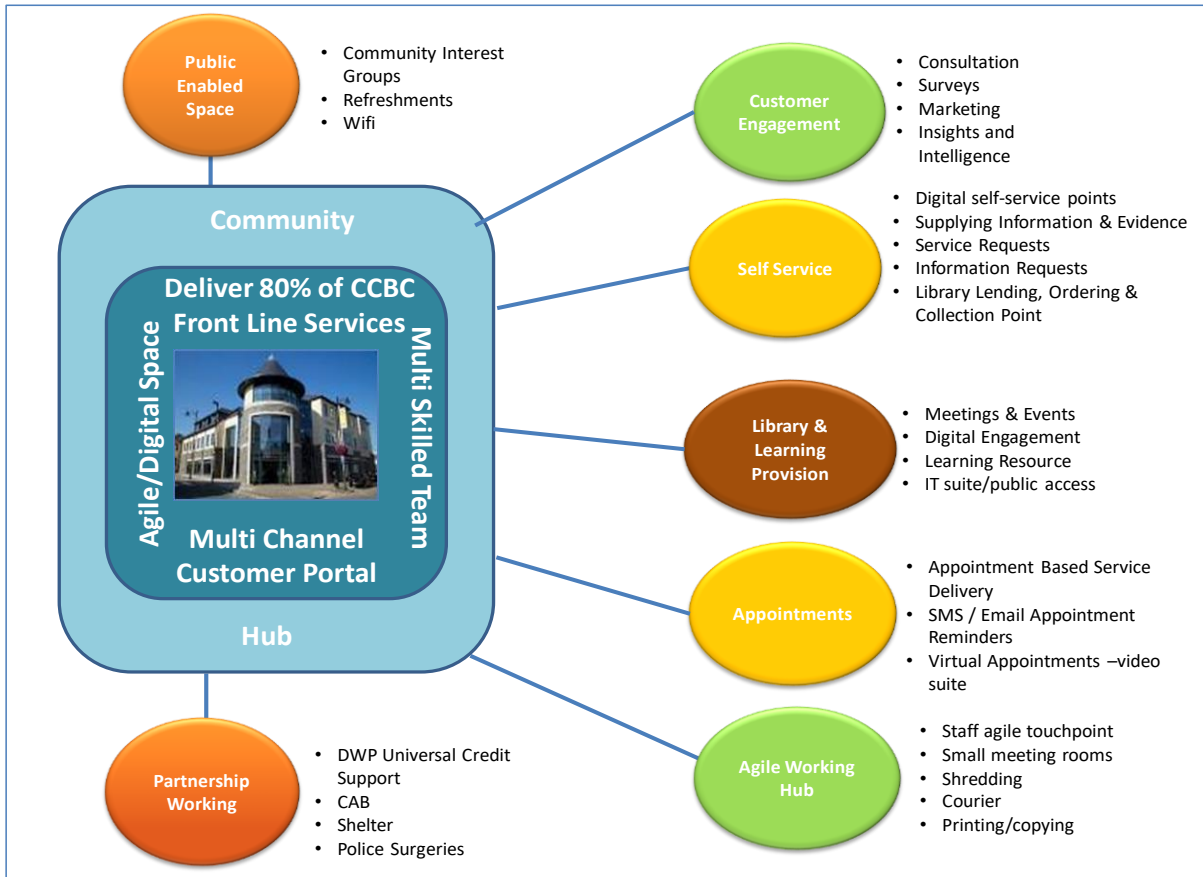 Public
Enabled
Space
• Community Interest
Groups
• Refreshments
• Wifi
Customer
Engagement
• Consultation
• Surveys
• Marketing
• Insights and
Intelligence
Community
Deliver 80% of CCBC
Front Line Services
Agile/Digital Space
Multi Skilled Team
Multi Channel
Customer Portal
Hub
Self Service
• Digital self-service points
• Supplying Information & Evidence
• Service Requests
• Information Requests
• Library Lending, Ordering &
Collection Point
Library &
Learning
Provision
• Meetings & Events
• Digital Engagement
• Learning Resource
• IT suite/public access
Appointments
• Appointment Based Service
Delivery
• SMS / Email Appointment
Reminders
• Virtual Appointments –video
suite
Partnership
Working
• DWP Universal Credit
Support
• CAB
• Shelter
• Police Surgeries
Agile Working
Hub
• Staff agile touchpoint
• Small meeting rooms
• Shredding
• Courier
• Printing/copying